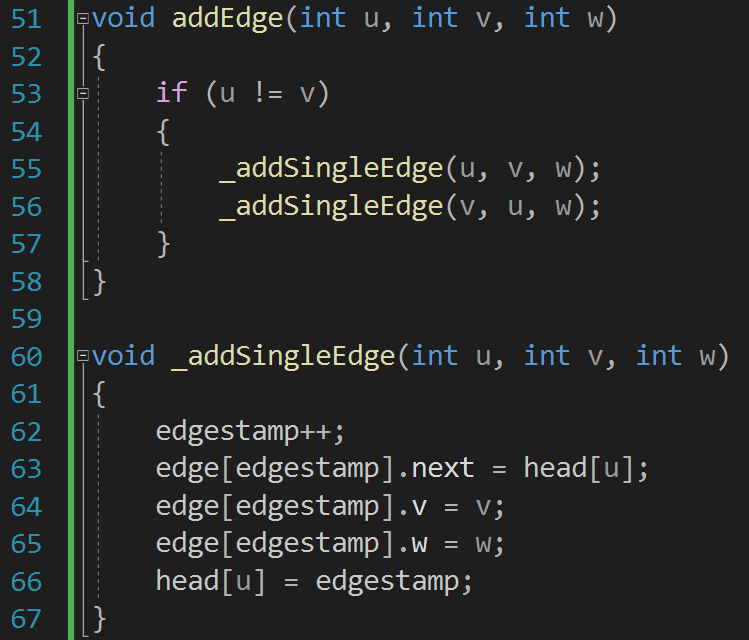 51 void addEdge(int u, int v, int w)
52 {
53     if (u != v)
54     {
55         _addSingleEdge(u, v, w);
56         _addSingleEdge(v, u, w);
57     }
58 }
59
60 void _addSingleEdge(int u, int v, int w)
61 {
62     edgestamp++;
63     edge[edgestamp].next = head[u];
64     edge[edgestamp].v = v;
65     edge[edgestamp].w = w;
66     head[u] = edgestamp;
67 }